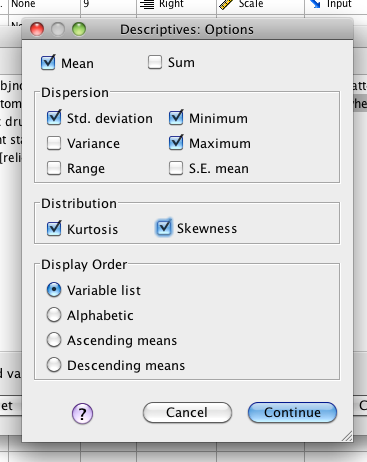 None 9 Right Scale Input
Descriptives: Options
Mean Sum
Dispersion
Std. deviation Minimum
Variance Maximum
Range S.E. mean
Distribution
Kurtosis Skewness
Display Order
Variable list
Alphabetic
Ascending means
Descending means
? Cancel Continue